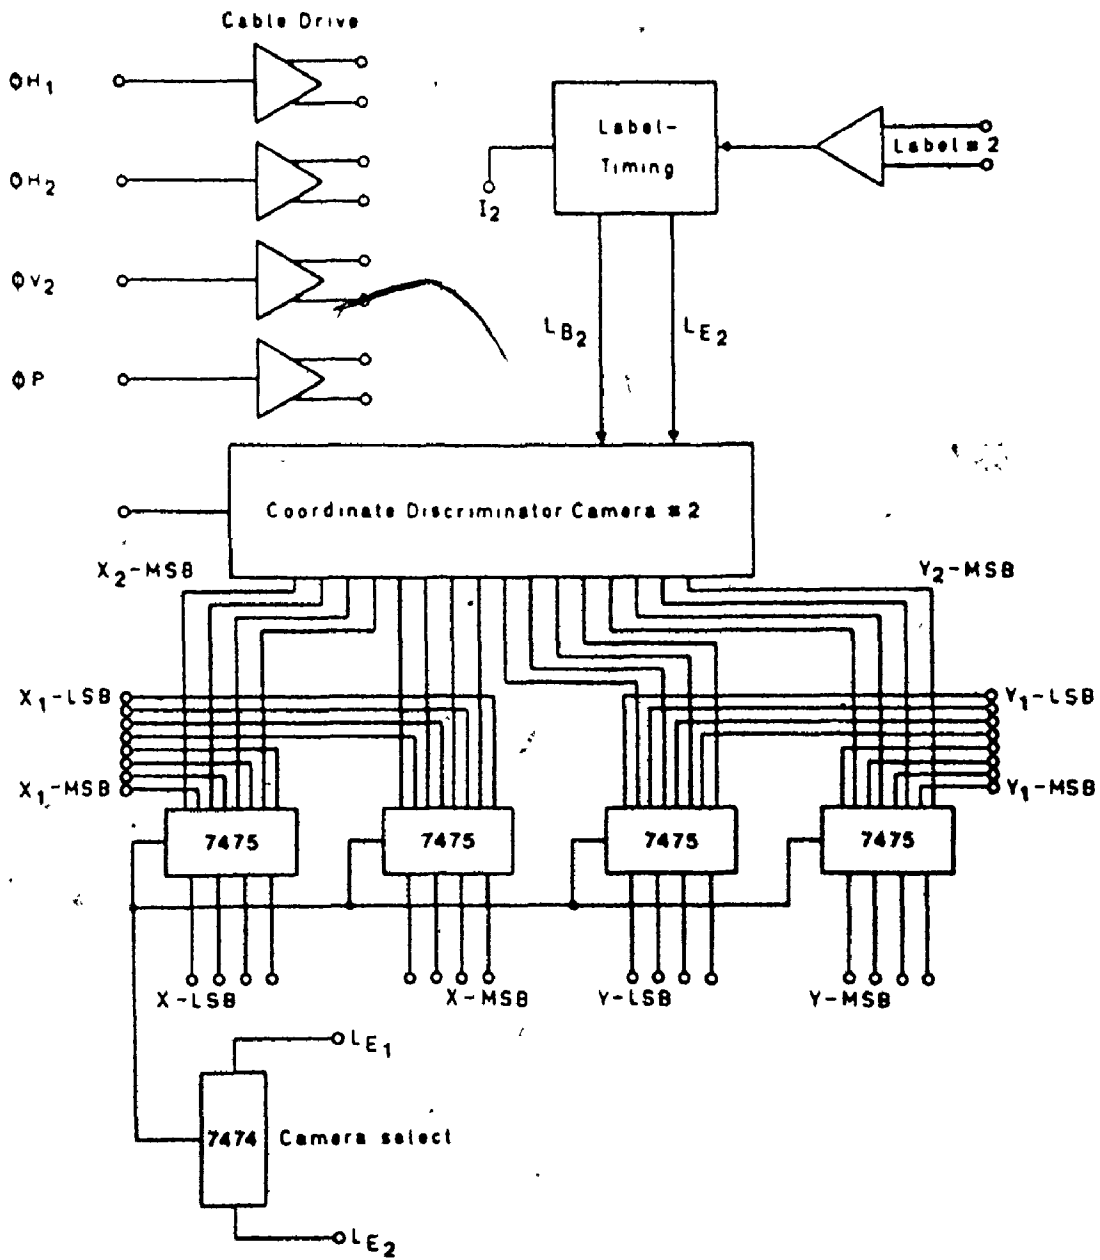 Cable Drive
ΦH1
ΦH2
ΦV2
ΦP
Label-
Timing
Label #2
I2
LB2
LE2
Coordinate Discriminator Camera #2
X2-MSB
Y2-MSB
X1-LSB
Y1-LSB
X1-MSB
Y1-MSB
7475
7475
7475
7475
X-LSB
X-MSB
Y-LSB
Y-MSB
LE1
7474
Camera select
LE2